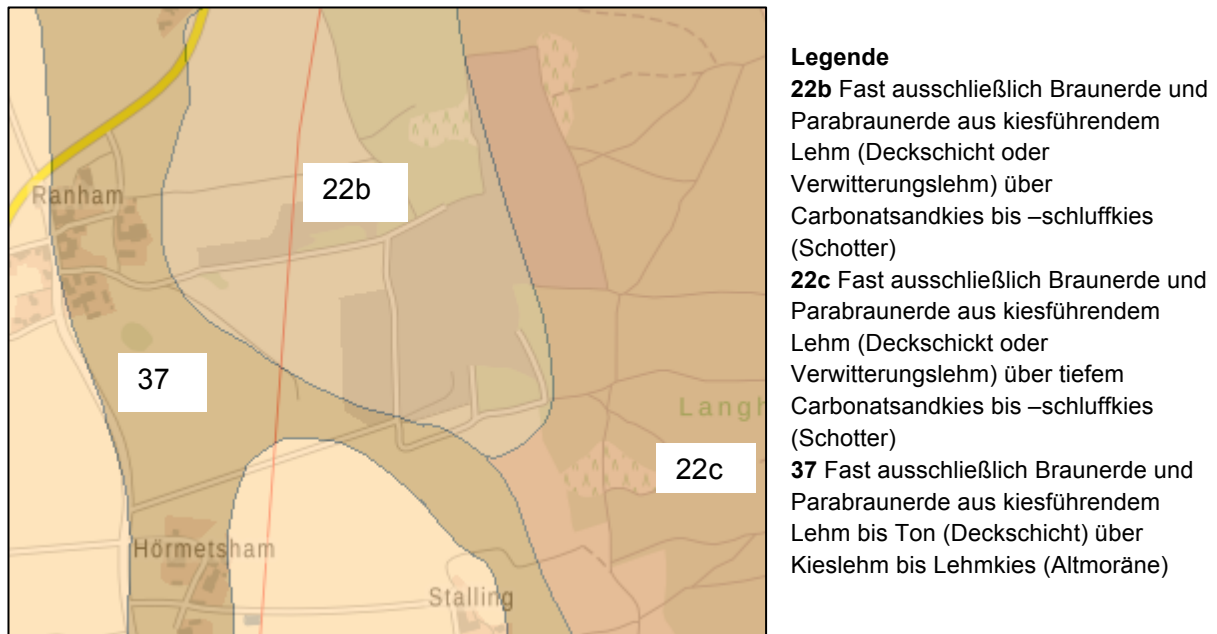 Ranham
22b
37
Langh
22c
Hörmetsham
Stalling
Legende
22b Fast ausschließlich Braunerde und
Parabraunerde aus kiesführendem
Lehm (Deckschicht oder
Verwitterungslehm) über
Carbonatsandkies bis –schluffkies
(Schotter)
22c Fast ausschließlich Braunerde und
Parabraunerde aus kiesführendem
Lehm (Deckschickt oder
Verwitterungslehm) über tiefem
Carbonatsandkies bis –schluffkies
(Schotter)
37 Fast ausschließlich Braunerde und
Parabraunerde aus kiesführendem
Lehm bis Ton (Deckschicht) über
Kieslehm bis Lehmkies (Altmoräne)